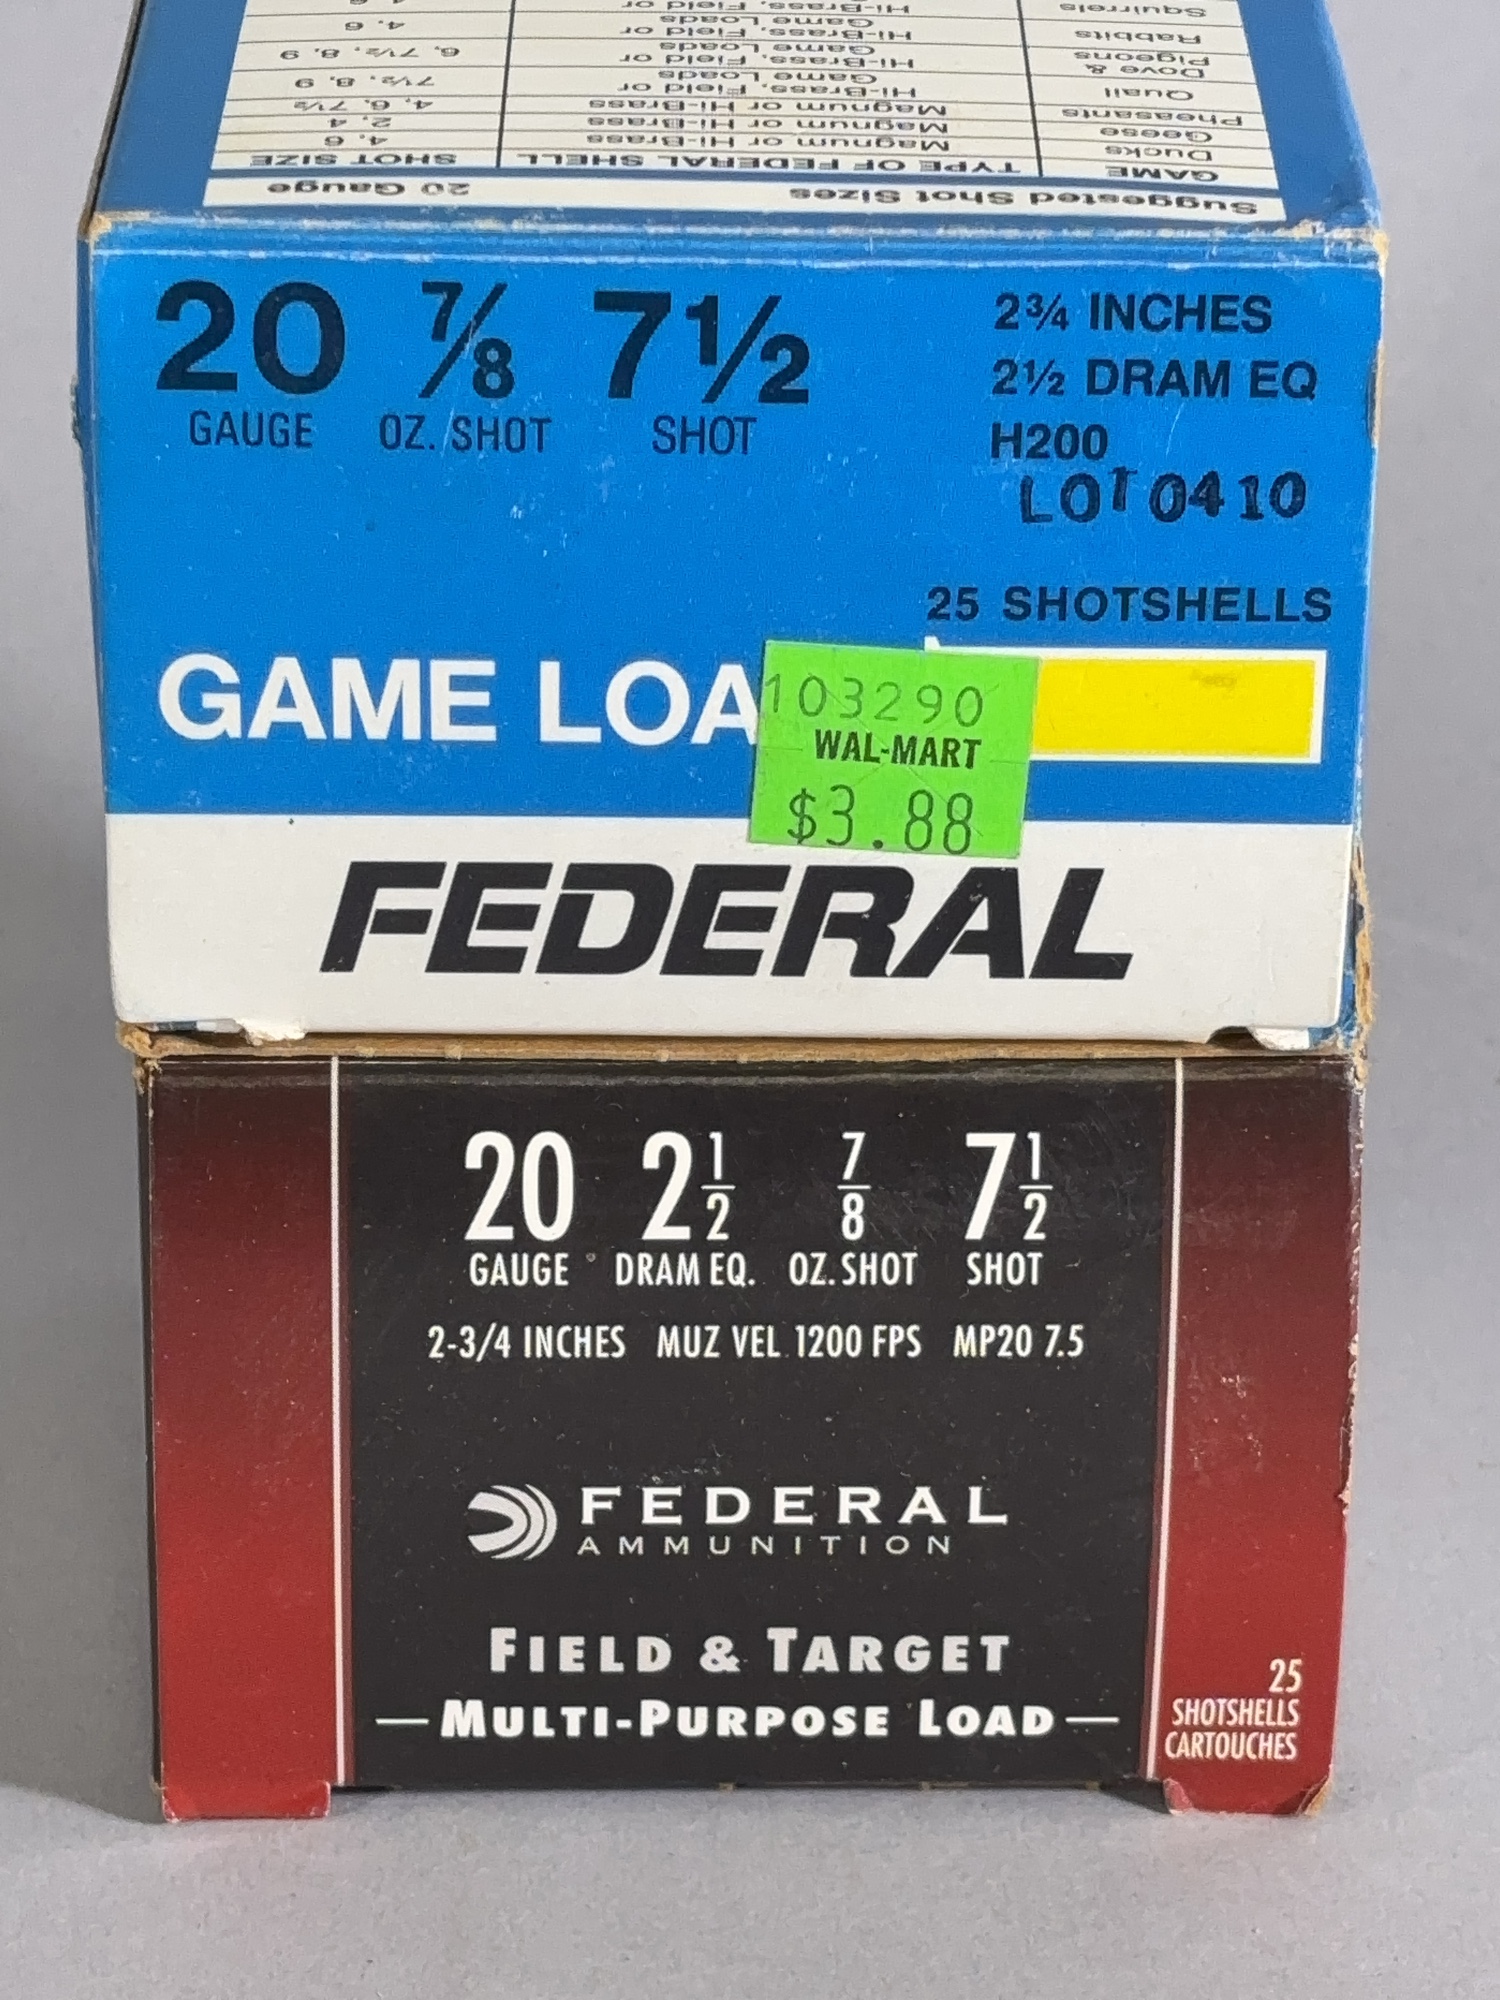 Squirrels Hi-Brass, Field or 4, 6
Game Loads
Rabbits Hi-Brass, Field or 4, 6
Game Loads
Dove & Pigeons Hi-Brass, Field or 6, 7½, 8, 9
Game Loads
Quail Hi-Brass, Field or 7½, 8, 9
Pheasants Magnum or Hi-Brass 4, 6, 7½
Geese Magnum or Hi-Brass 2, 4
Ducks Magnum or Hi-Brass 4, 6
GAME TYPE OF FEDERAL SHELL SHOT SIZE
Suggested Shot Sizes 20 Gauge
20 7/8 7½ 2¾ INCHES
GAUGE OZ. SHOT SHOT 2½ DRAM EQ
H200
LOT 0410
25 SHOTSHELLS
GAME LOA
103290
WAL-MART
$3.88
FEDERAL
20 2 1/2 7/8 7 1/2
GAUGE DRAM EQ. OZ. SHOT SHOT
2-3/4 INCHES MUZ VEL 1200 FPS MP20 7.5
FEDERAL
AMMUNITION
FIELD & TARGET
—MULTI-PURPOSE LOAD—
25
SHOTSHELLS
CARTOUCHES